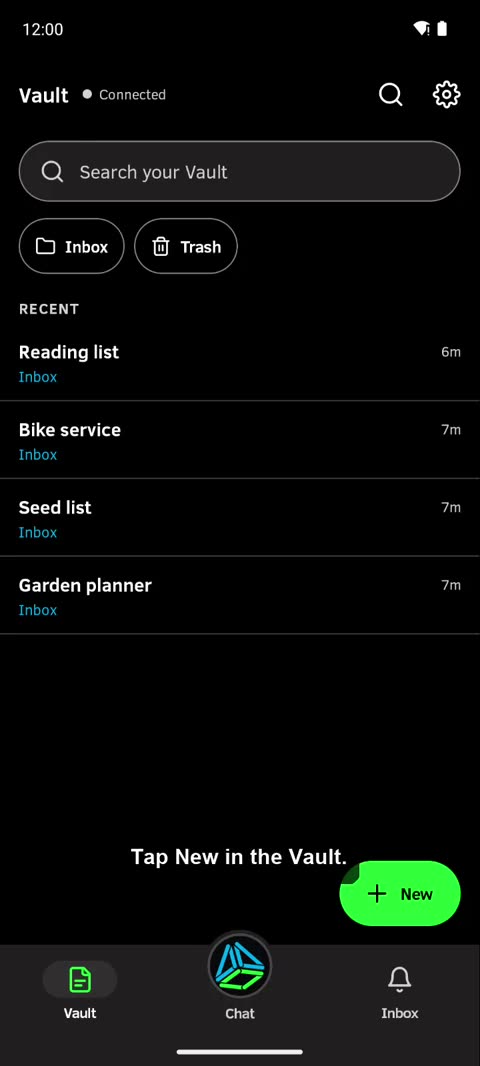 12:00
Vault
Connected
Search your Vault
Inbox
Trash
RECENT
Reading list
6m
Inbox
Bike service
7m
Inbox
Seed list
7m
Inbox
Garden planner
7m
Inbox
Tap New in the Vault.
New
Vault
Chat
Inbox